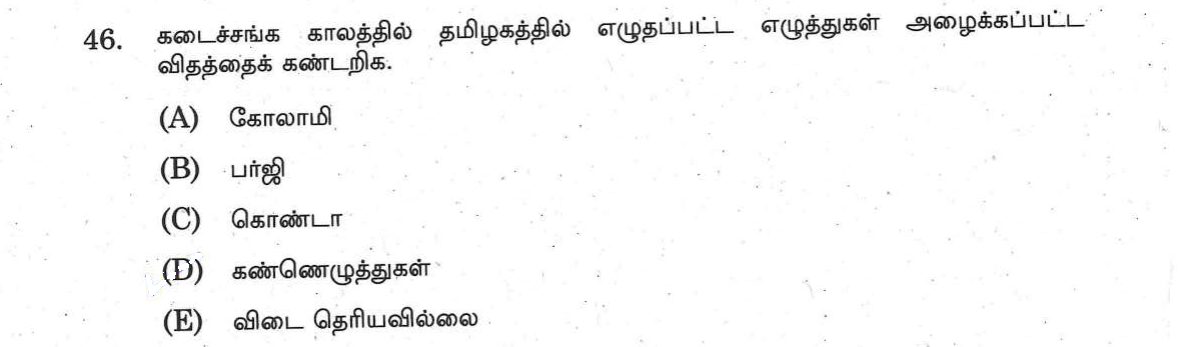 46. கடைச்சங்க காலத்தில் தமிழகத்தில் எழுதப்பட்ட எழுத்துகள் அழைக்கப்பட்ட
விதத்தைக் கண்டறிக.
(A) கோலாமி
(B) பர்ஜி
(C) கொண்டா
(D) கண்ணெழுத்துகள்
(E) விடை தெரியவில்லை